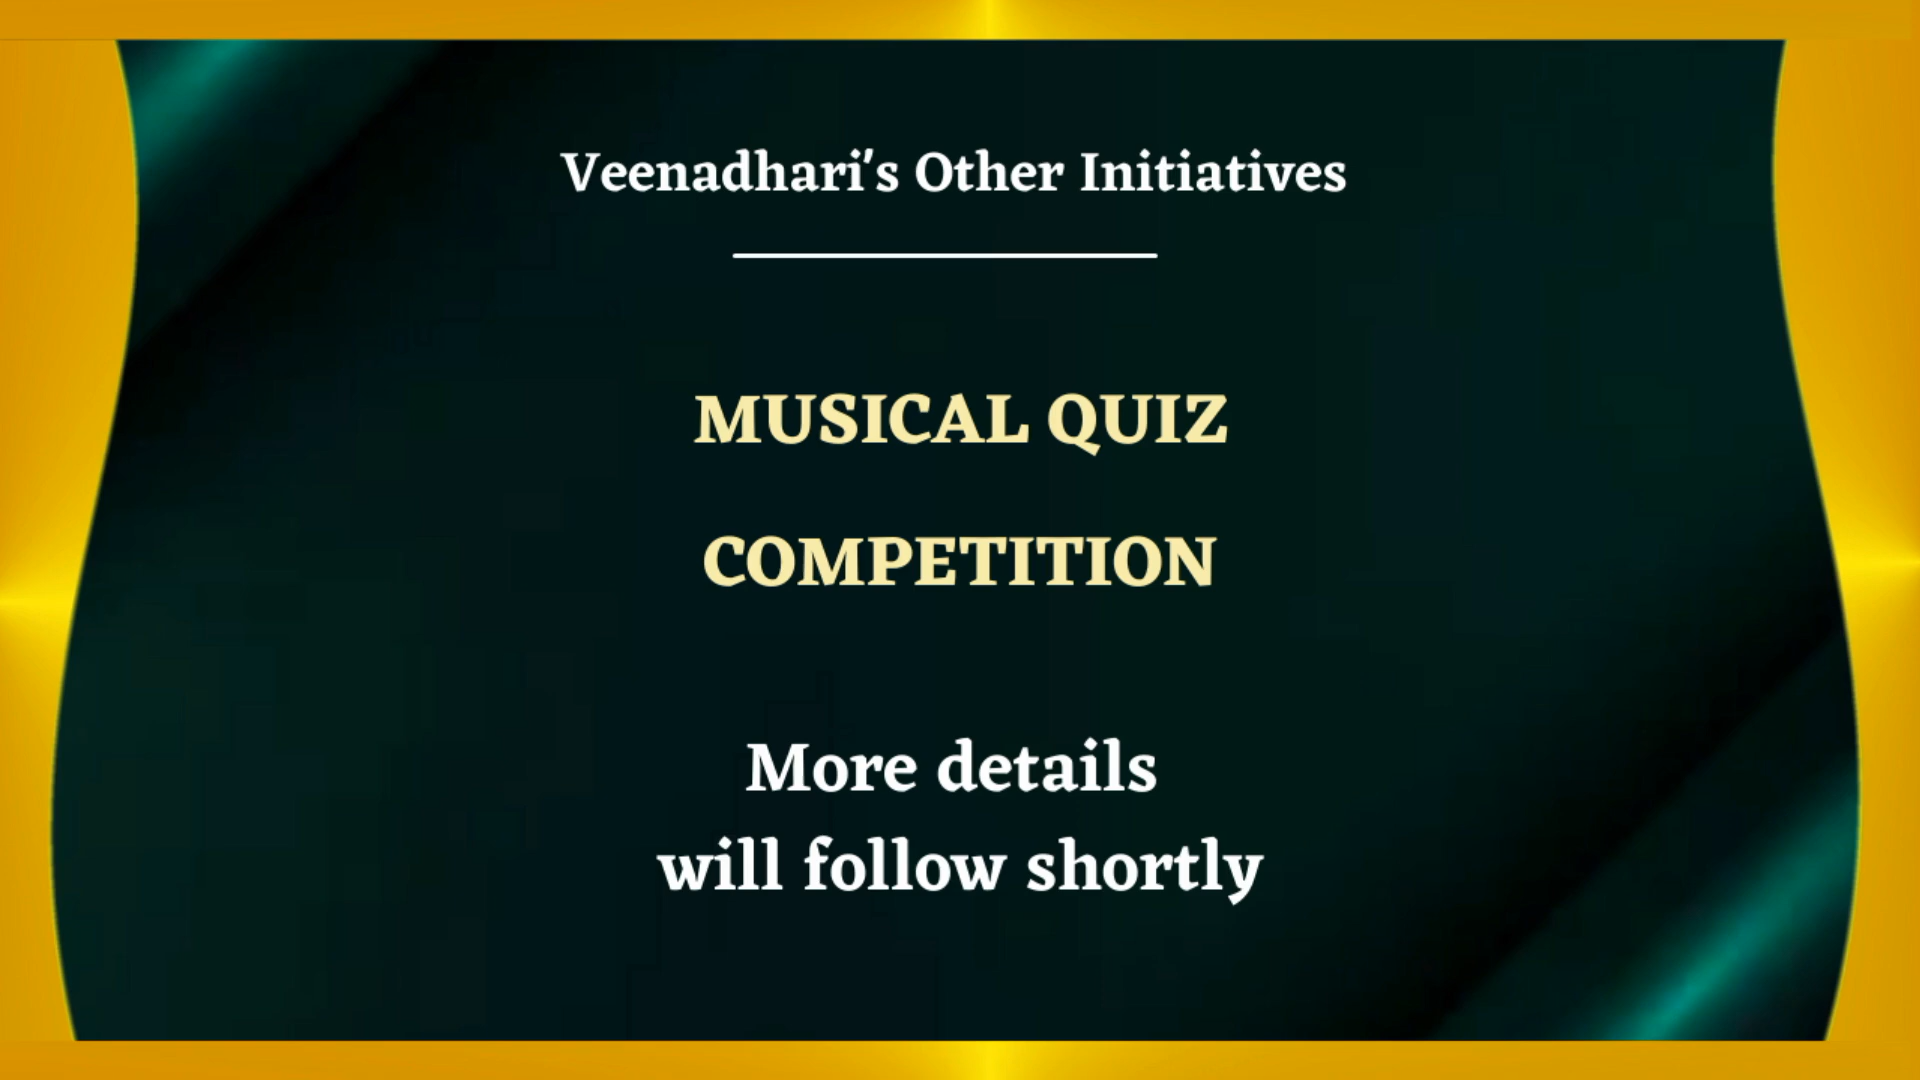 Veenadhari's Other Initiatives
MUSICAL QUIZ
COMPETITION
More details
will follow shortly